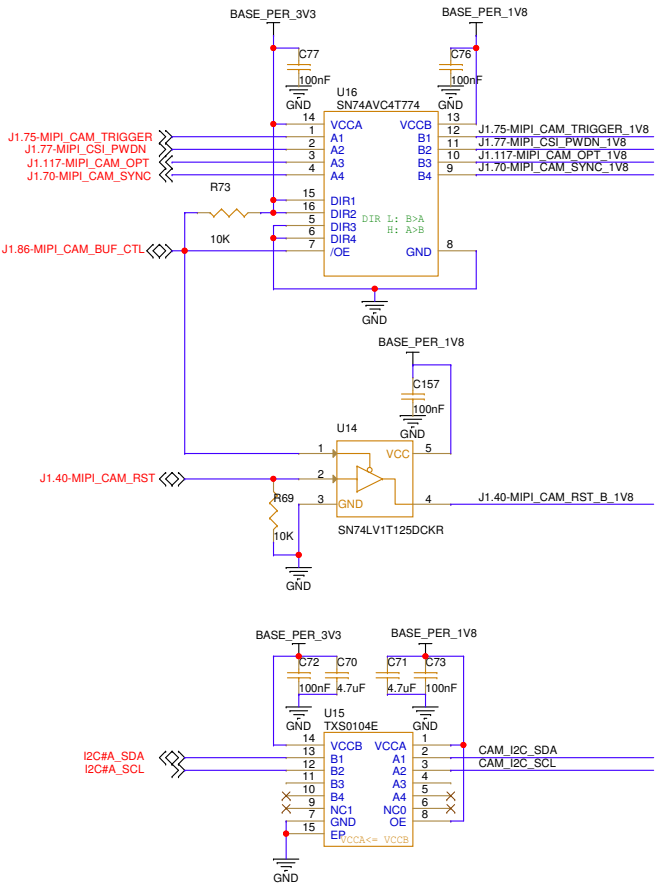 BASE_PER_3V3
BASE_PER_1V8
C77
100nF
GND
C76
100nF
GND
U16
SN74AVC4T774
J1.75-MIPI_CAM_TRIGGER
J1.77-MIPI_CSI_PWDN
J1.117-MIPI_CAM_OPT
J1.70-MIPI_CAM_SYNC
14 VCCA VCCB 13
1 A1 B1 12 J1.75-MIPI_CAM_TRIGGER_1V8
2 A2 B2 11 J1.77-MIPI_CSI_PWDN_1V8
3 A3 B3 10 J1.117-MIPI_CAM_OPT_1V8
4 A4 B4 9 J1.70-MIPI_CAM_SYNC_1V8
R73
10K
15 DIR1
16 DIR2
5 DIR3
6 DIR4
DIR L: B>A
H: A>B
J1.86-MIPI_CAM_BUF_CTL
7 /OE GND 8
GND
BASE_PER_1V8
C157
100nF
GND
U14
1 VCC 5
J1.40-MIPI_CAM_RST 2
R69
10K
3 GND 4 J1.40-MIPI_CAM_RST_B_1V8
SN74LV1T125DCKR
GND
BASE_PER_3V3
BASE_PER_1V8
C72
100nF
C70
4.7uF
C71
4.7uF
C73
100nF
GND
GND
U15
TXS0104E
14 VCCB VCCA 1
I2C#A_SDA 13 B1 A1 2 CAM_I2C_SDA
I2C#A_SCL 12 B2 A2 3 CAM_I2C_SCL
11 B3 A3 4
10 B4 A4 5
9 NC1 NC0 6
7 GND OE 8
15 EP
VCCA<= VCCB
GND